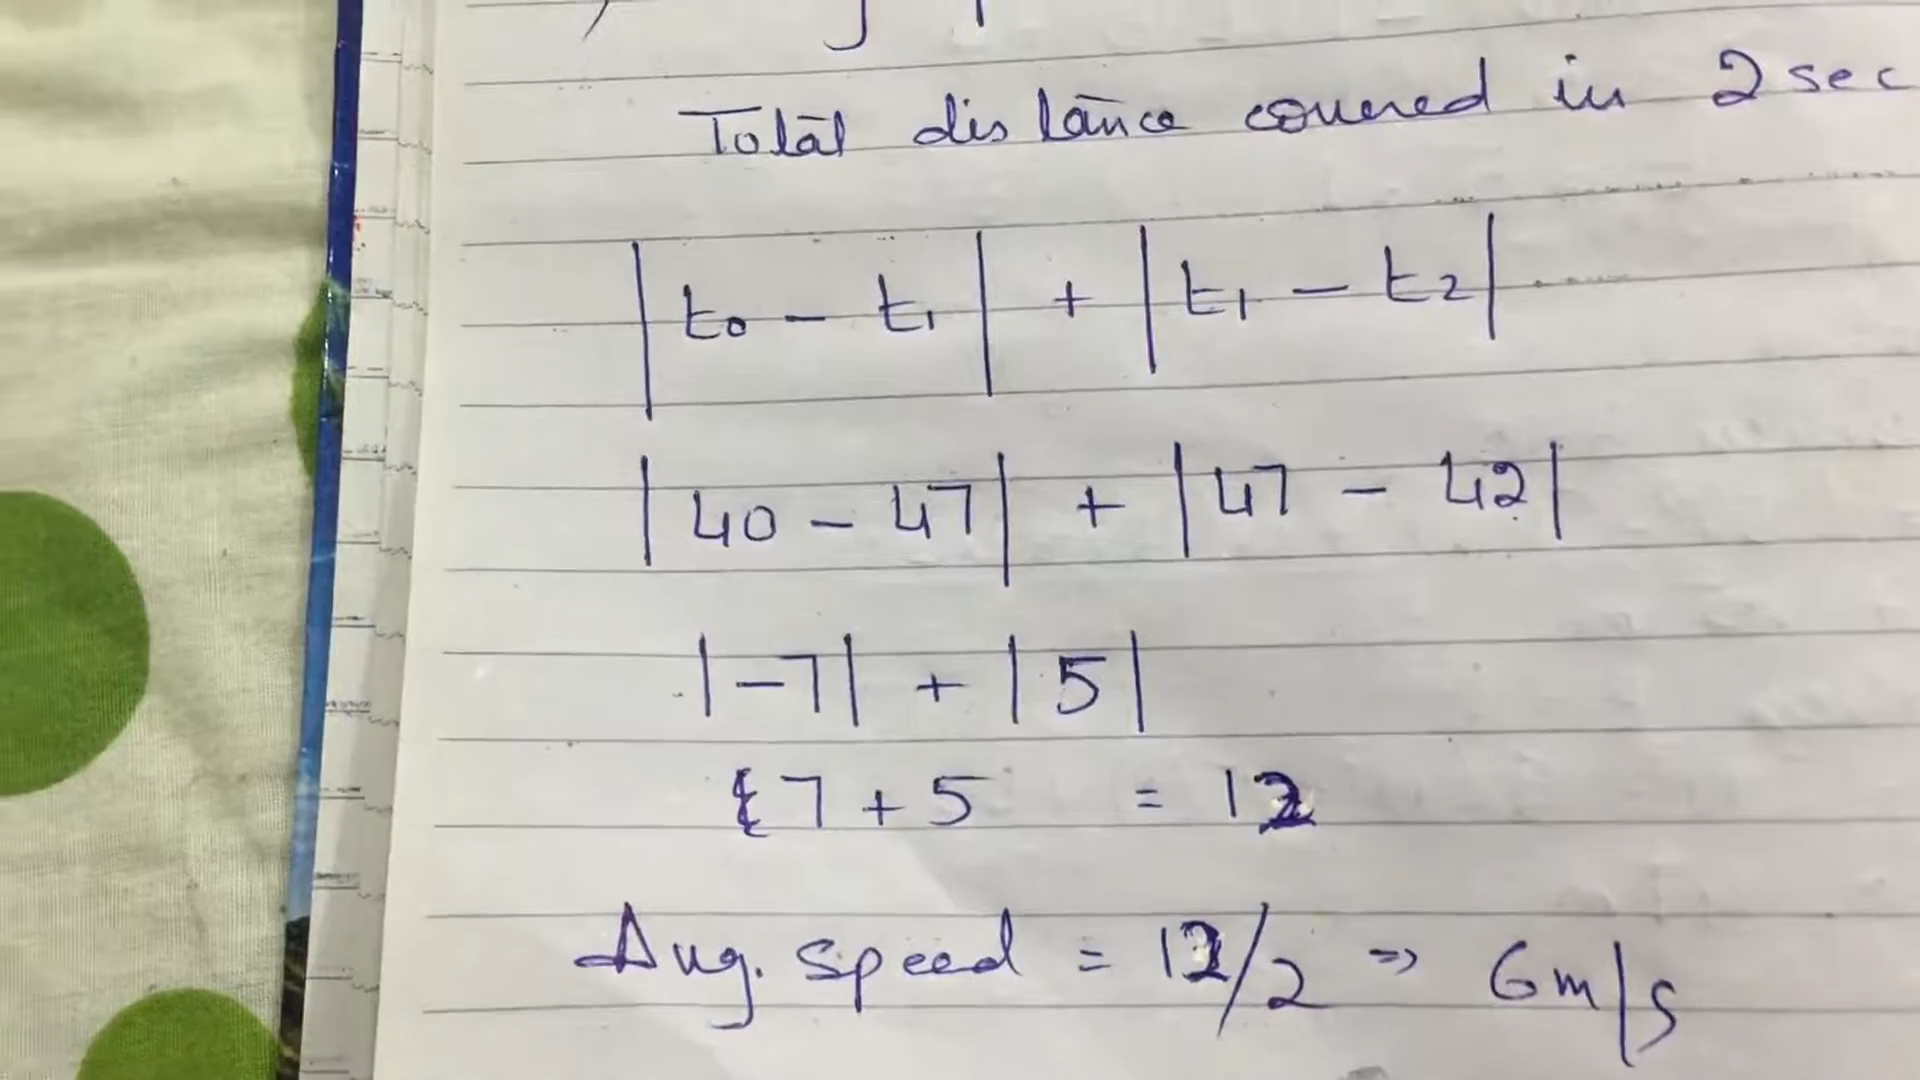 Total distance covered in 2 sec
|t₀ - t₁| + |t₁ - t₂|
|40 - 47| + |47 - 42|
|-7| + |5|
7 + 5 = 12
Avg. Speed = 12/2 => 6m/s